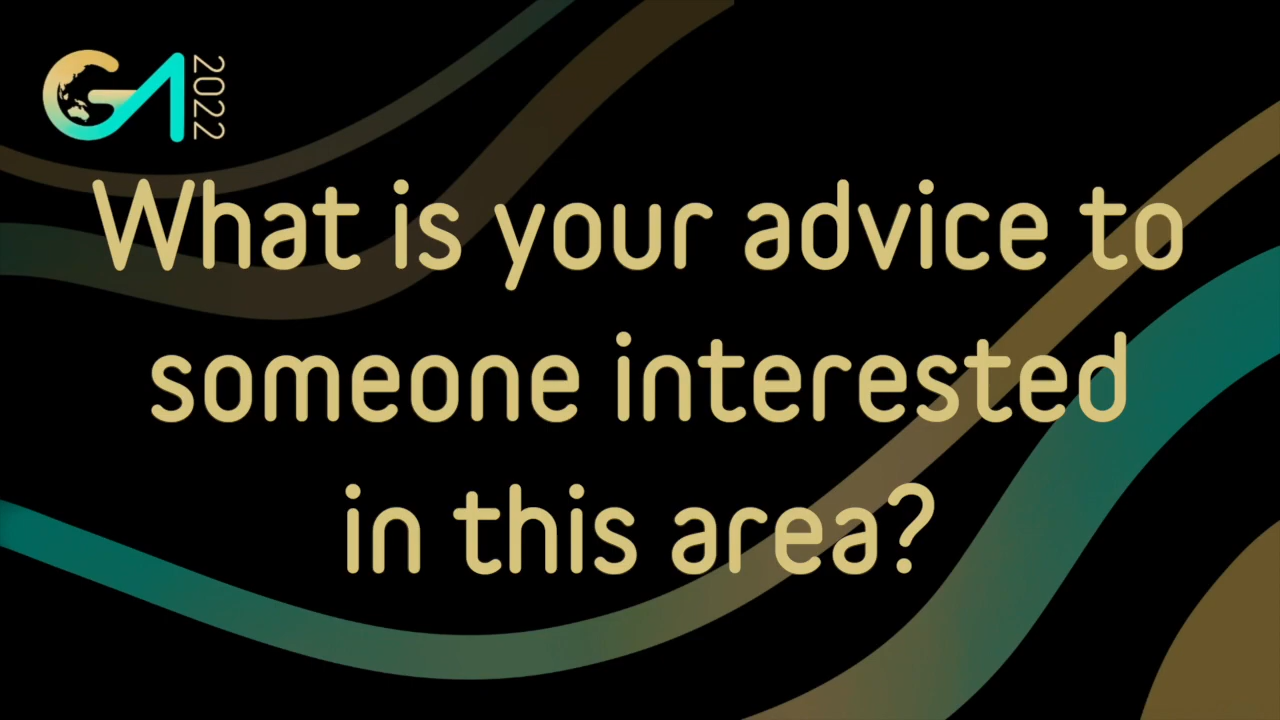 GA 2022
What is your advice to
someone interested
in this area?